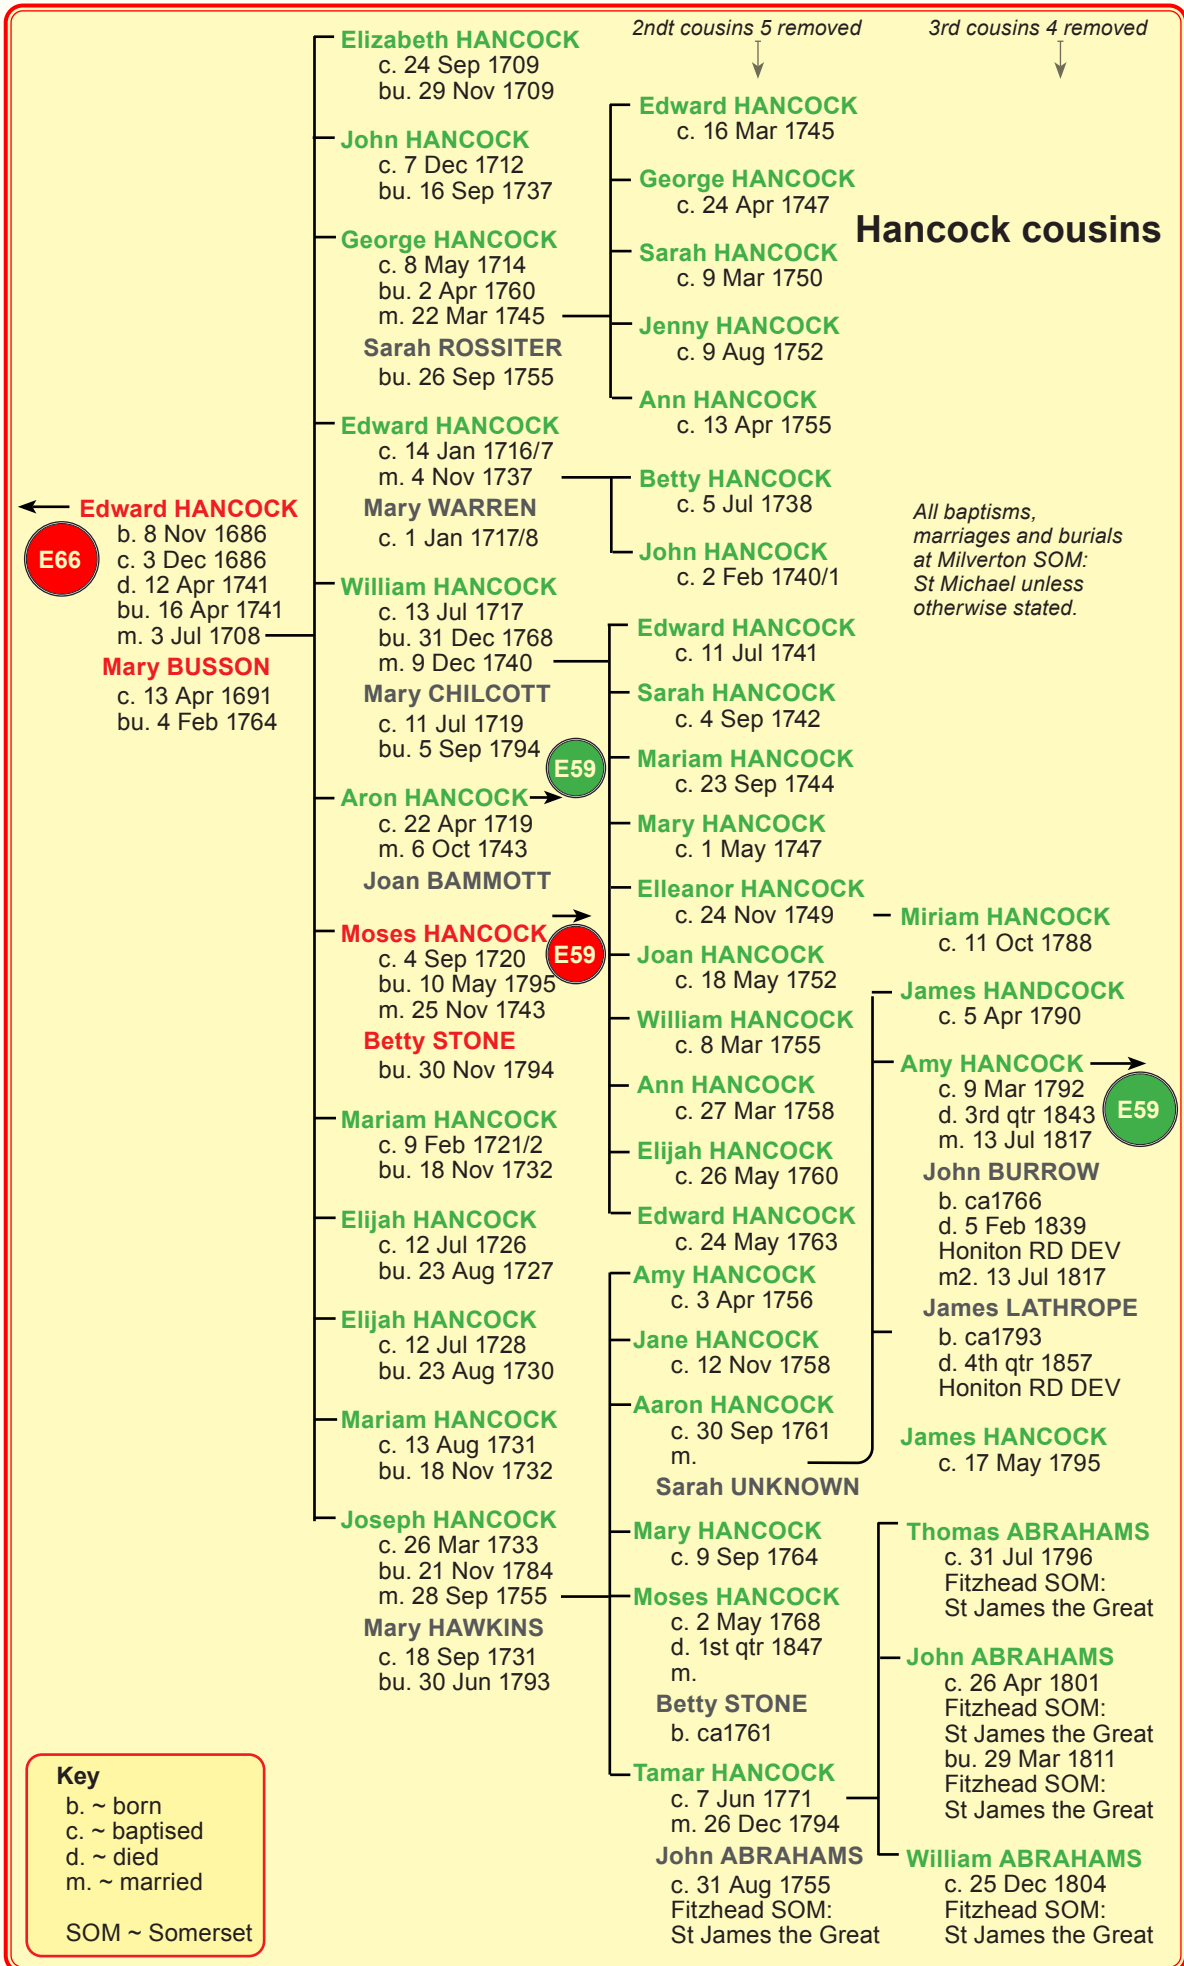 2ndt cousins 5 removed
3rd cousins 4 removed
Hancock cousins
All baptisms,
marriages and burials
at Milverton SOM:
St Michael unless
otherwise stated.
Edward HANCOCK
E66
b. 8 Nov 1686
c. 3 Dec 1686
d. 12 Apr 1741
bu. 16 Apr 1741
m. 3 Jul 1708
Mary BUSSON
c. 13 Apr 1691
bu. 4 Feb 1764
Elizabeth HANCOCK
c. 24 Sep 1709
bu. 29 Nov 1709
John HANCOCK
c. 7 Dec 1712
bu. 16 Sep 1737
George HANCOCK
c. 8 May 1714
bu. 2 Apr 1760
m. 22 Mar 1745
Sarah ROSSITER
bu. 26 Sep 1755
Edward HANCOCK
c. 14 Jan 1716/7
m. 4 Nov 1737
Mary WARREN
c. 1 Jan 1717/8
William HANCOCK
c. 13 Jul 1717
bu. 31 Dec 1768
m. 9 Dec 1740
Mary CHILCOTT
c. 11 Jul 1719
bu. 5 Sep 1794
E59
Aron HANCOCK
c. 22 Apr 1719
m. 6 Oct 1743
Joan BAMMOTT
Moses HANCOCK
E59
c. 4 Sep 1720
bu. 10 May 1795
m. 25 Nov 1743
Betty STONE
bu. 30 Nov 1794
Mariam HANCOCK
c. 9 Feb 1721/2
bu. 18 Nov 1732
Elijah HANCOCK
c. 12 Jul 1726
bu. 23 Aug 1727
Elijah HANCOCK
c. 12 Jul 1728
bu. 23 Aug 1730
Mariam HANCOCK
c. 13 Aug 1731
bu. 18 Nov 1732
Joseph HANCOCK
c. 26 Mar 1733
bu. 21 Nov 1784
m. 28 Sep 1755
Mary HAWKINS
c. 18 Sep 1731
bu. 30 Jun 1793
Edward HANCOCK
c. 16 Mar 1745
George HANCOCK
c. 24 Apr 1747
Sarah HANCOCK
c. 9 Mar 1750
Jenny HANCOCK
c. 9 Aug 1752
Ann HANCOCK
c. 13 Apr 1755
Betty HANCOCK
c. 5 Jul 1738
John HANCOCK
c. 2 Feb 1740/1
Edward HANCOCK
c. 11 Jul 1741
Sarah HANCOCK
c. 4 Sep 1742
Mariam HANCOCK
c. 23 Sep 1744
Mary HANCOCK
c. 1 May 1747
Elleanor HANCOCK
c. 24 Nov 1749
Joan HANCOCK
c. 18 May 1752
William HANCOCK
c. 8 Mar 1755
Ann HANCOCK
c. 27 Mar 1758
Elijah HANCOCK
c. 26 May 1760
Edward HANCOCK
c. 24 May 1763
Amy HANCOCK
c. 3 Apr 1756
Jane HANCOCK
c. 12 Nov 1758
Aaron HANCOCK
c. 30 Sep 1761
m.
Sarah UNKNOWN
Mary HANCOCK
c. 9 Sep 1764
Moses HANCOCK
c. 2 May 1768
d. 1st qtr 1847
m.
Betty STONE
b. ca1761
Tamar HANCOCK
c. 7 Jun 1771
m. 26 Dec 1794
John ABRAHAMS
c. 31 Aug 1755
Fitzhead SOM:
St James the Great
Miriam HANCOCK
c. 11 Oct 1788
James HANDCOCK
c. 5 Apr 1790
Amy HANCOCK
E59
c. 9 Mar 1792
d. 3rd qtr 1843
m. 13 Jul 1817
John BURROW
b. ca1766
d. 5 Feb 1839
Honiton RD DEV
m2. 13 Jul 1817
James LATHROPE
b. ca1793
d. 4th qtr 1857
Honiton RD DEV
James HANCOCK
c. 17 May 1795
Thomas ABRAHAMS
c. 31 Jul 1796
Fitzhead SOM:
St James the Great
John ABRAHAMS
c. 26 Apr 1801
Fitzhead SOM:
St James the Great
bu. 29 Mar 1811
Fitzhead SOM:
St James the Great
William ABRAHAMS
c. 25 Dec 1804
Fitzhead SOM:
St James the Great
Key
b. ~ born
c. ~ baptised
d. ~ died
m. ~ married
SOM ~ Somerset